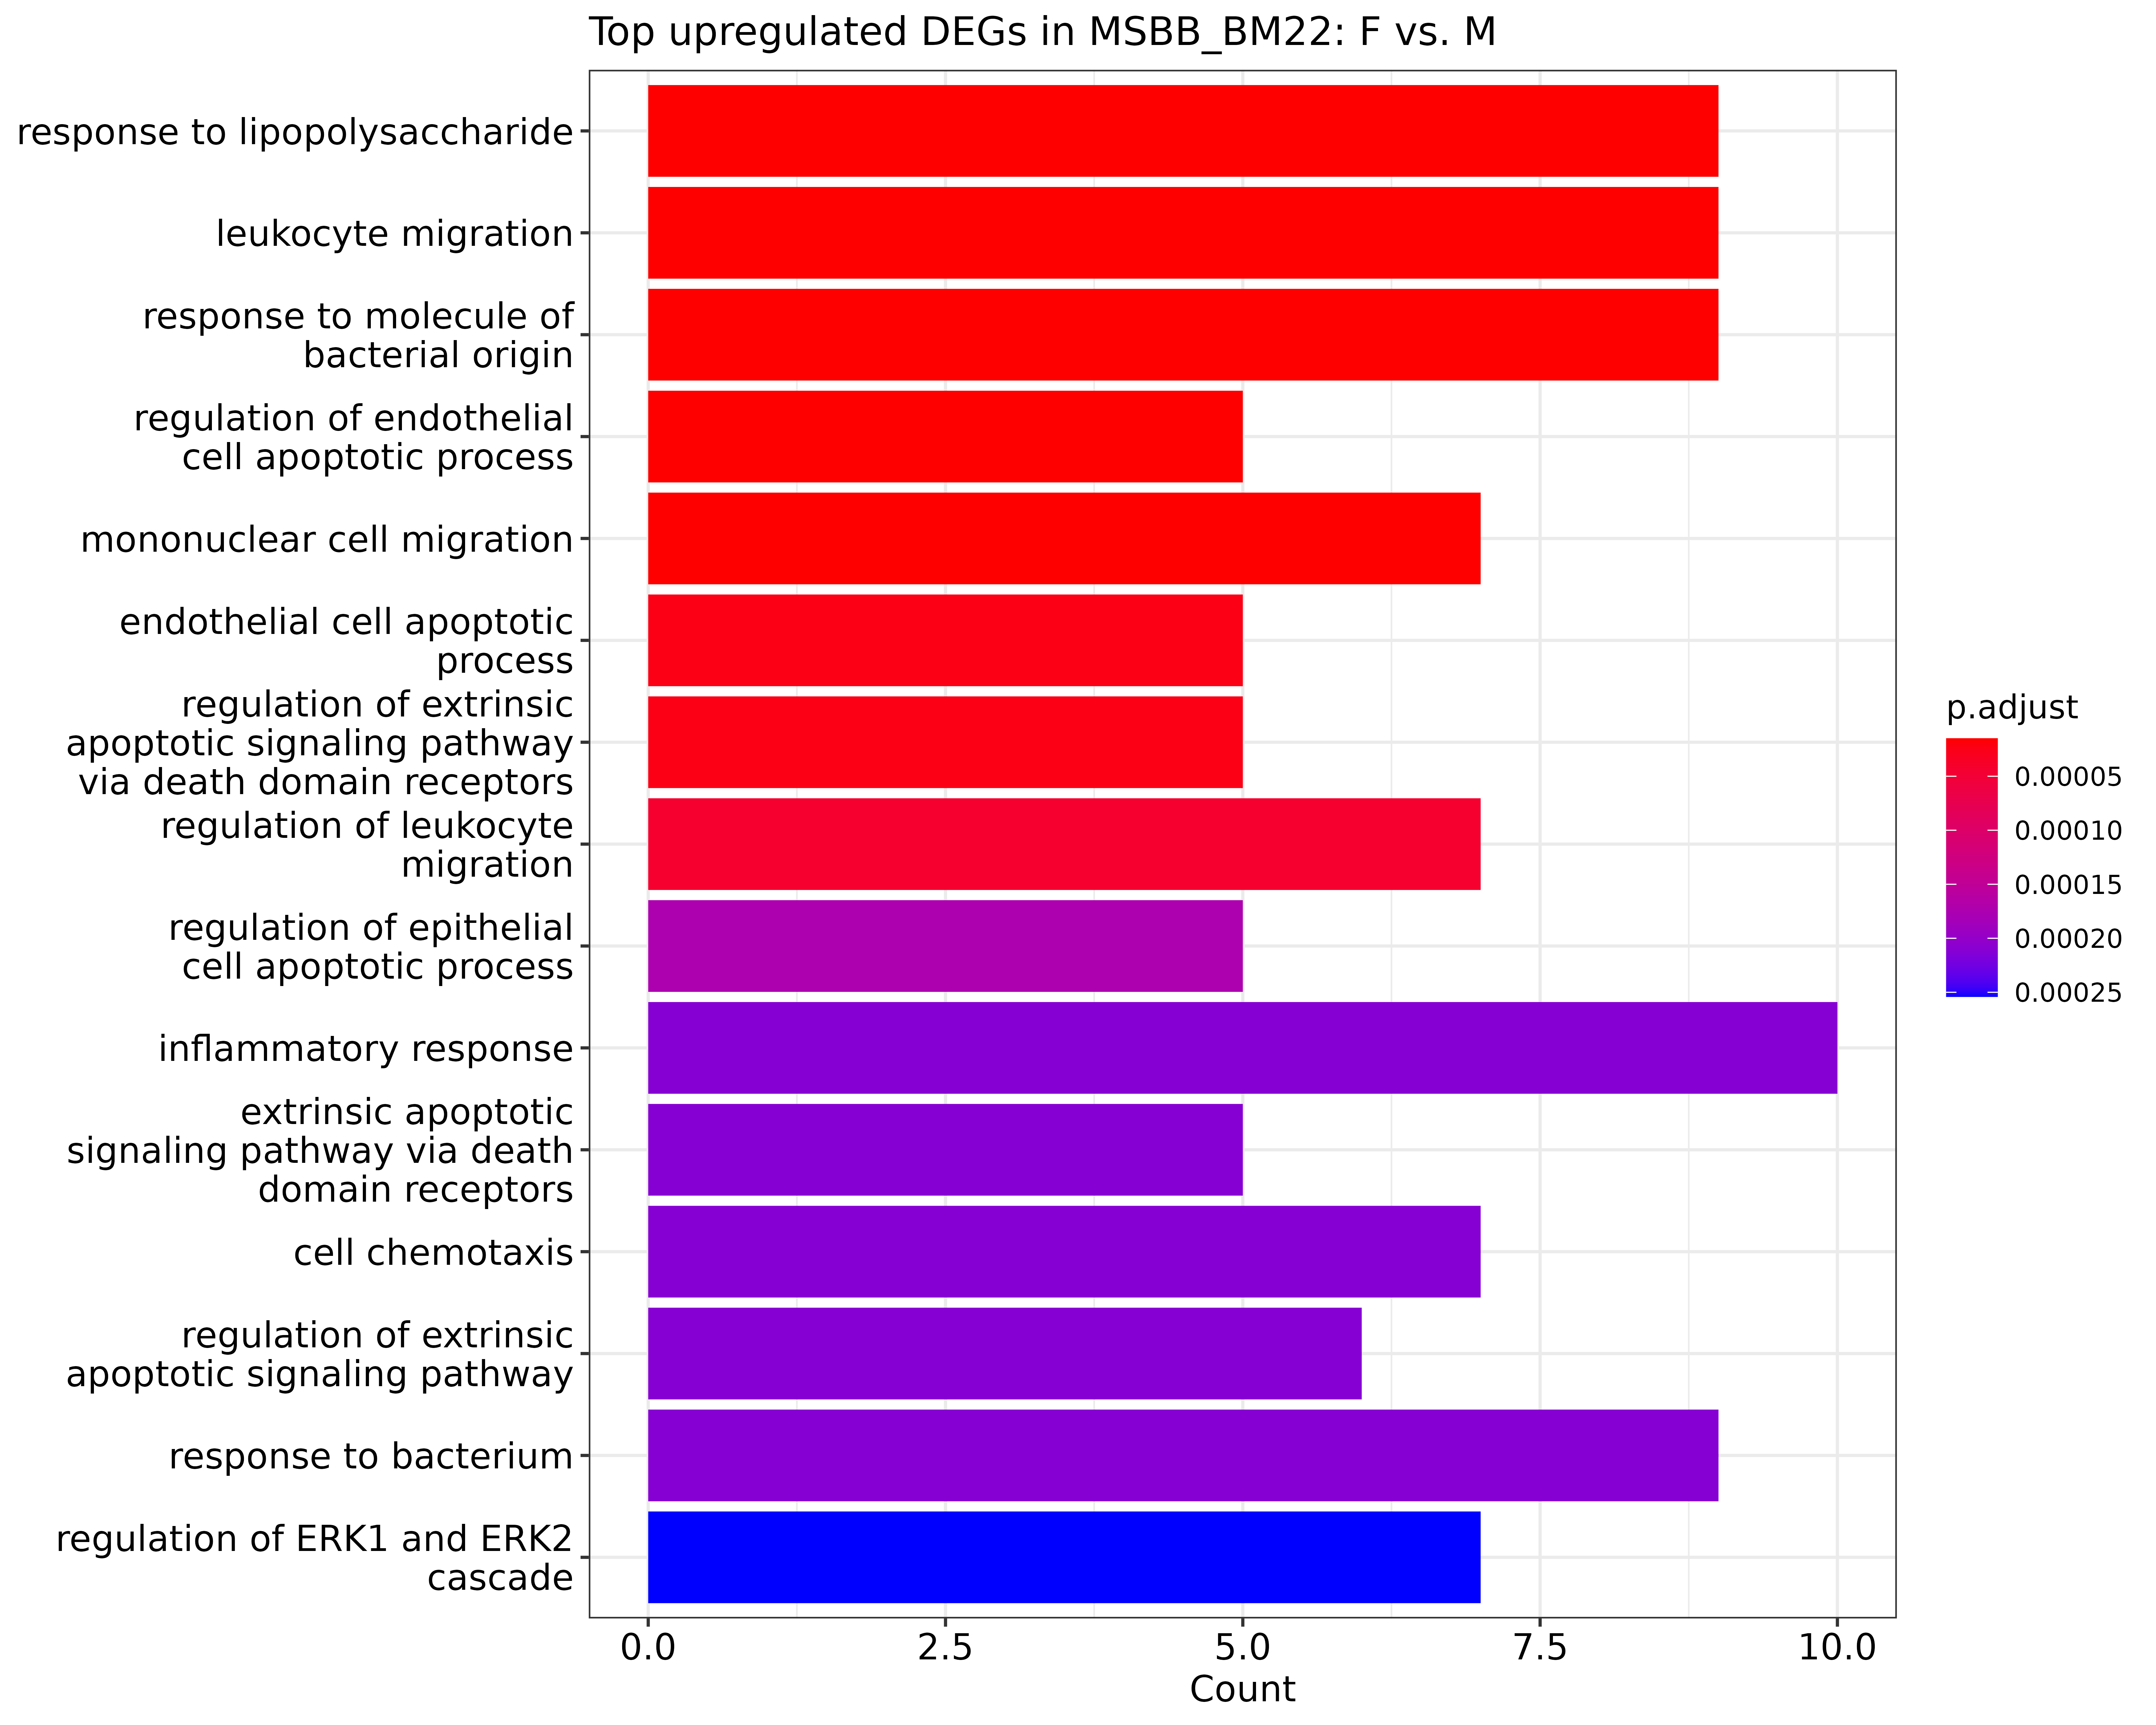 Top upregulated DEGs in MSBB_BM22: F vs. M
response to lipopolysaccharide
leukocyte migration
response to molecule of
bacterial origin
regulation of endothelial
cell apoptotic process
mononuclear cell migration
endothelial cell apoptotic
process
regulation of extrinsic
apoptotic signaling pathway
via death domain receptors
regulation of leukocyte
migration
regulation of epithelial
cell apoptotic process
inflammatory response
extrinsic apoptotic
signaling pathway via death
domain receptors
cell chemotaxis
regulation of extrinsic
apoptotic signaling pathway
response to bacterium
regulation of ERK1 and ERK2
cascade
0.0 2.5 5.0 7.5 10.0
Count
p.adjust
0.00005
0.00010
0.00015
0.00020
0.00025